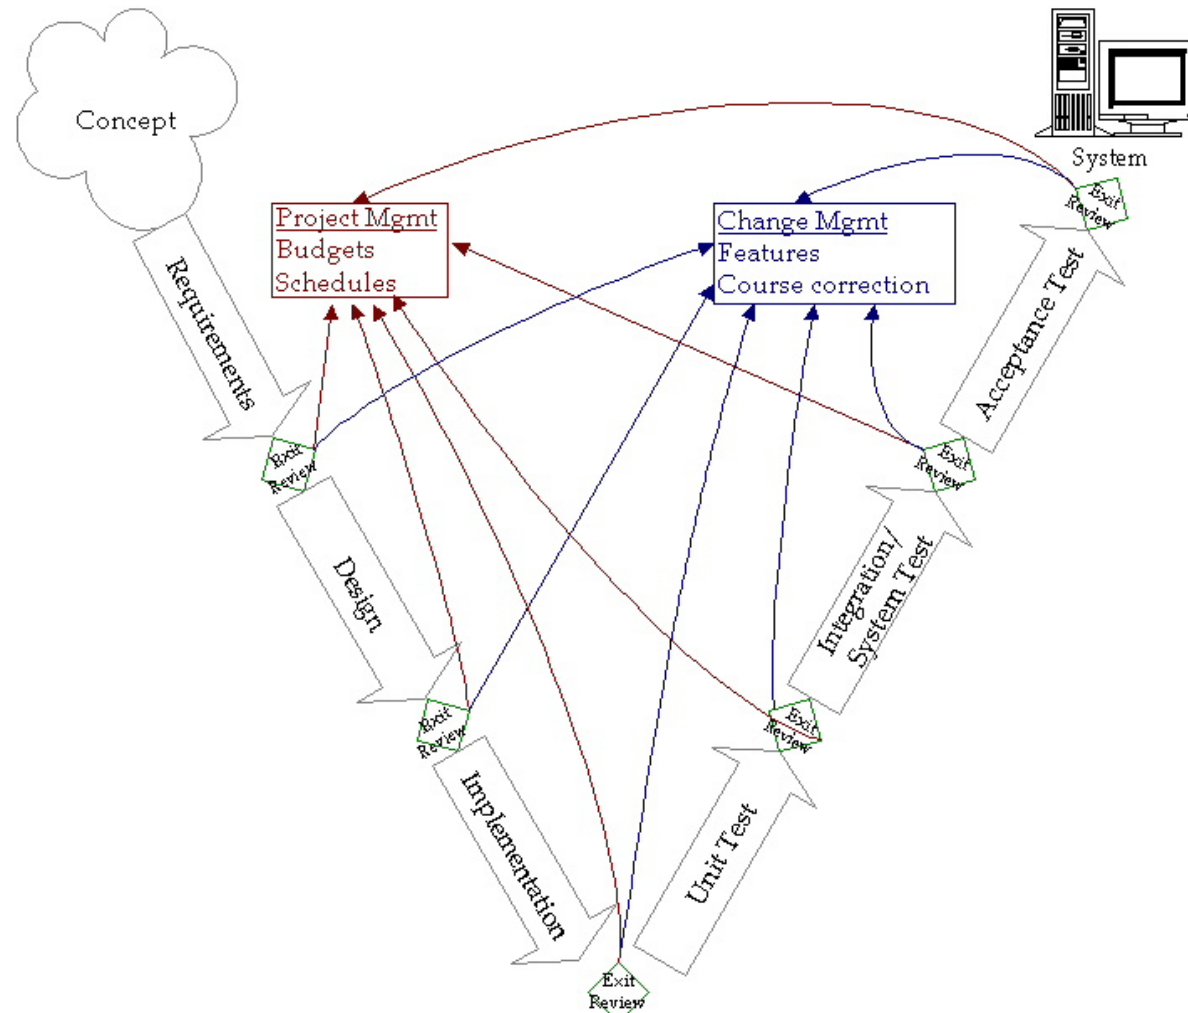 Concept
System
Exit
Review
Project Mgmt
Budgets
Schedules
Change Mgmt
Features
Course correction
Requirements
Acceptance Test
Exit
Review
Exit
Review
Design
Integration/
System Test
Exit
Review
Exit
Review
Implementation
Unit Test
Exit
Review